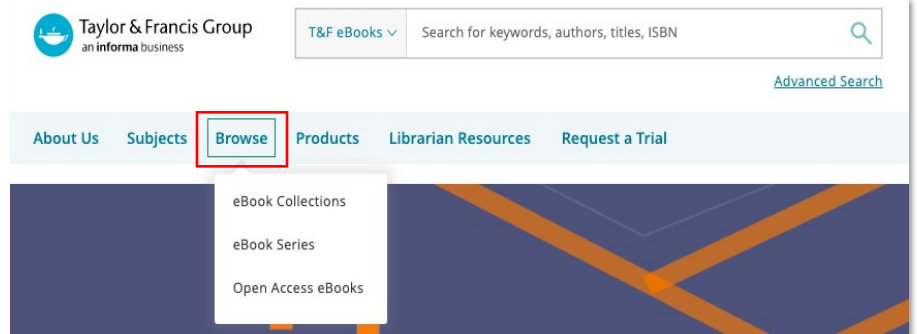 Taylor & Francis Group
an informa business
T&F eBooks
Search for keywords, authors, titles, ISBN
Advanced Search
About Us Subjects Browse Products Librarian Resources Request a Trial
eBook Collections
eBook Series
Open Access eBooks